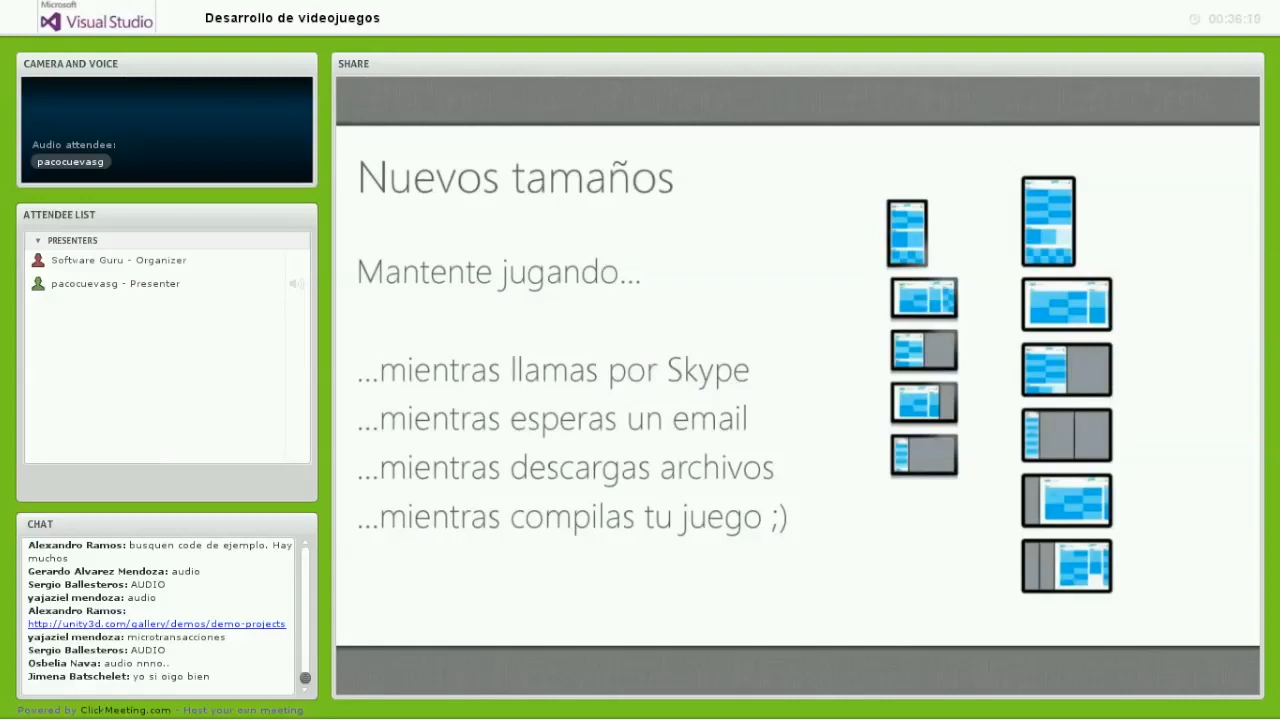 Microsoft
Visual Studio
Desarrollo de videojuegos
00:36:19
CAMERA AND VOICE
Audio attendee:
pacocuevasg
ATTENDEE LIST
PRESENTERS
Software Guru - Organizer
pacocuevasg - Presenter
CHAT
Alexandro Ramos: busquen code de ejemplo. Hay
muchos
Gerardo Alvarez Mendoza: audio
Sergio Ballesteros: AUDIO
yajaziel mendoza: audio
Alexandro Ramos:
http://unity3d.com/gallery/demos/demo-projects
yajaziel mendoza: microtransacciones
Sergio Ballesteros: AUDIO
Osbelia Nava: audio nnno..
Jimena Batschelet: yo si oigo bien
Powered by ClickMeeting.com - Host your own meeting
SHARE
Nuevos tamaños
Mantente jugando...
...mientras llamas por Skype
...mientras esperas un email
...mientras descargas archivos
...mientras compilas tu juego ;)